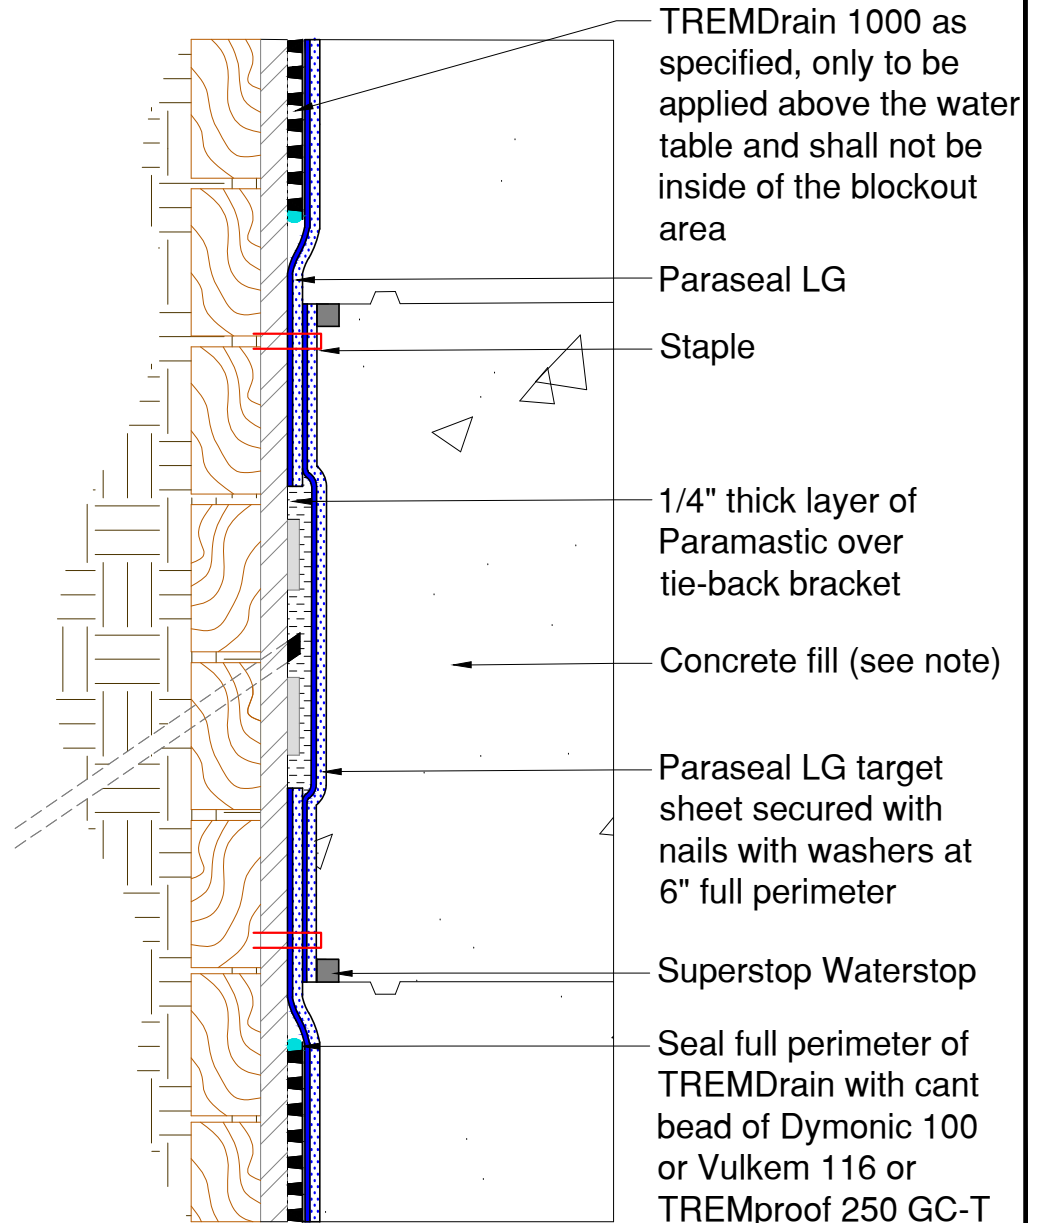 TREMDrain 1000 as
specified, only to be
applied above the water
table and shall not be
inside of the blockout
area
Paraseal LG
Staple
1/4" thick layer of
Paramastic over
tie-back bracket
Concrete fill (see note)
Paraseal LG target
sheet secured with
nails with washers at
6" full perimeter
Superstop Waterstop
Seal full perimeter of
TREMDrain with cant
bead of Dymonic 100
or Vulkem 116 or
TREMproof 250 GC-T